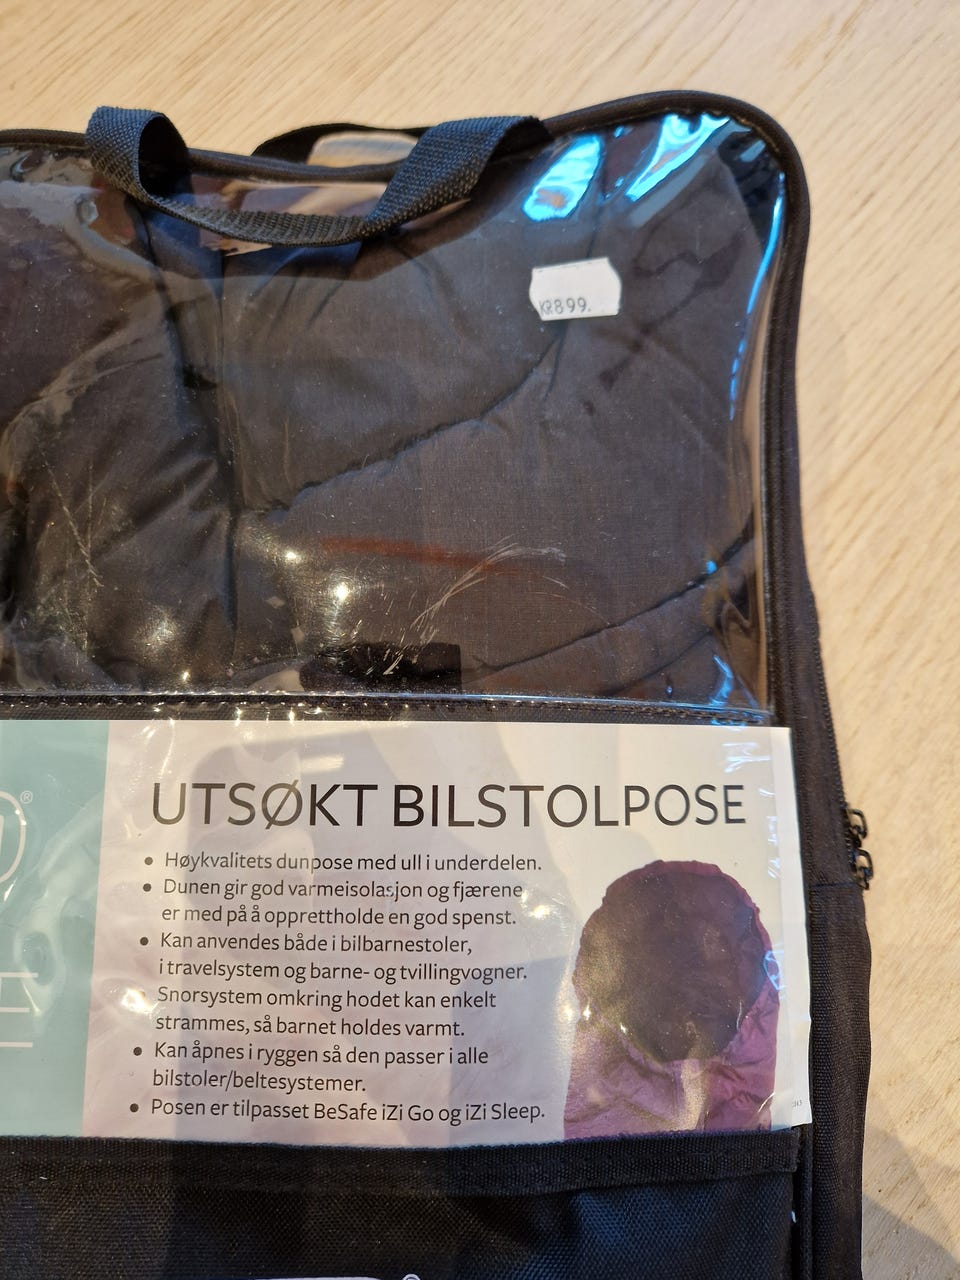 KR899.
UTSØKT BILSTOLPOSE
• Høykvalitets dunpose med ull i underdelen.
• Dunen gir god varmeisolasjon og fjærene
er med på å opprettholde en god spenst.
• Kan anvendes både i bilbarnestoler,
i travelsystem og barne- og tvillingvogner.
• Snorsystem omkring hodet kan enkelt
strammes, så barnet holdes varmt.
• Kan åpnes i ryggen så den passer i alle
bilstoler/beltesystemer.
• Posen er tilpasset BeSafe iZi Go og iZi Sleep.